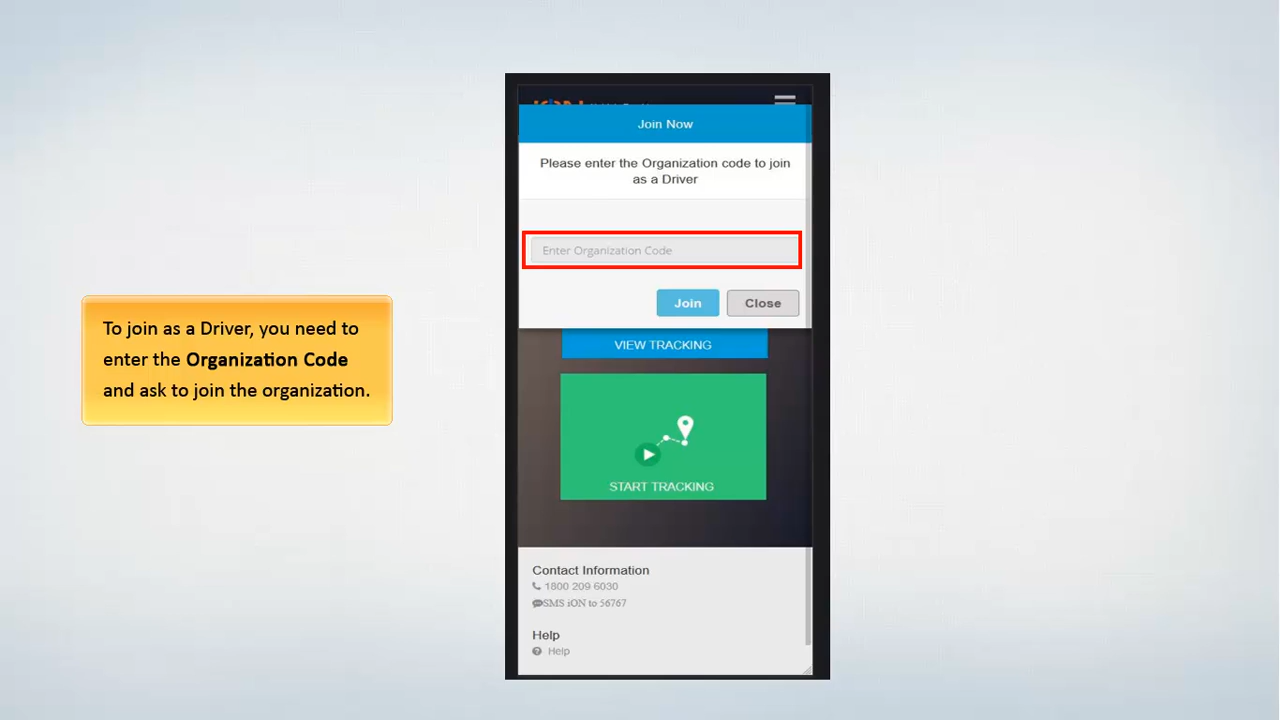 Join Now
Please enter the Organization code to join
as a Driver
Enter Organization Code
Join
Close
To join as a Driver, you need to
enter the Organization Code
and ask to join the organization.
VIEW TRACKING
START TRACKING
Contact Information
1800 209 6030
SMS iON to 56767
Help
Help